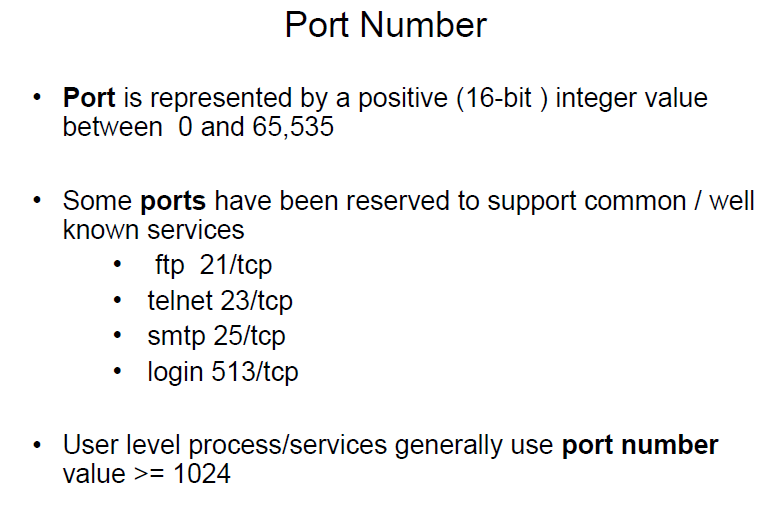 Port Number
• Port is represented by a positive (16-bit ) integer value
between 0 and 65,535
• Some ports have been reserved to support common / well
known services
• ftp 21/tcp
• telnet 23/tcp
• smtp 25/tcp
• login 513/tcp
• User level process/services generally use port number
value >= 1024